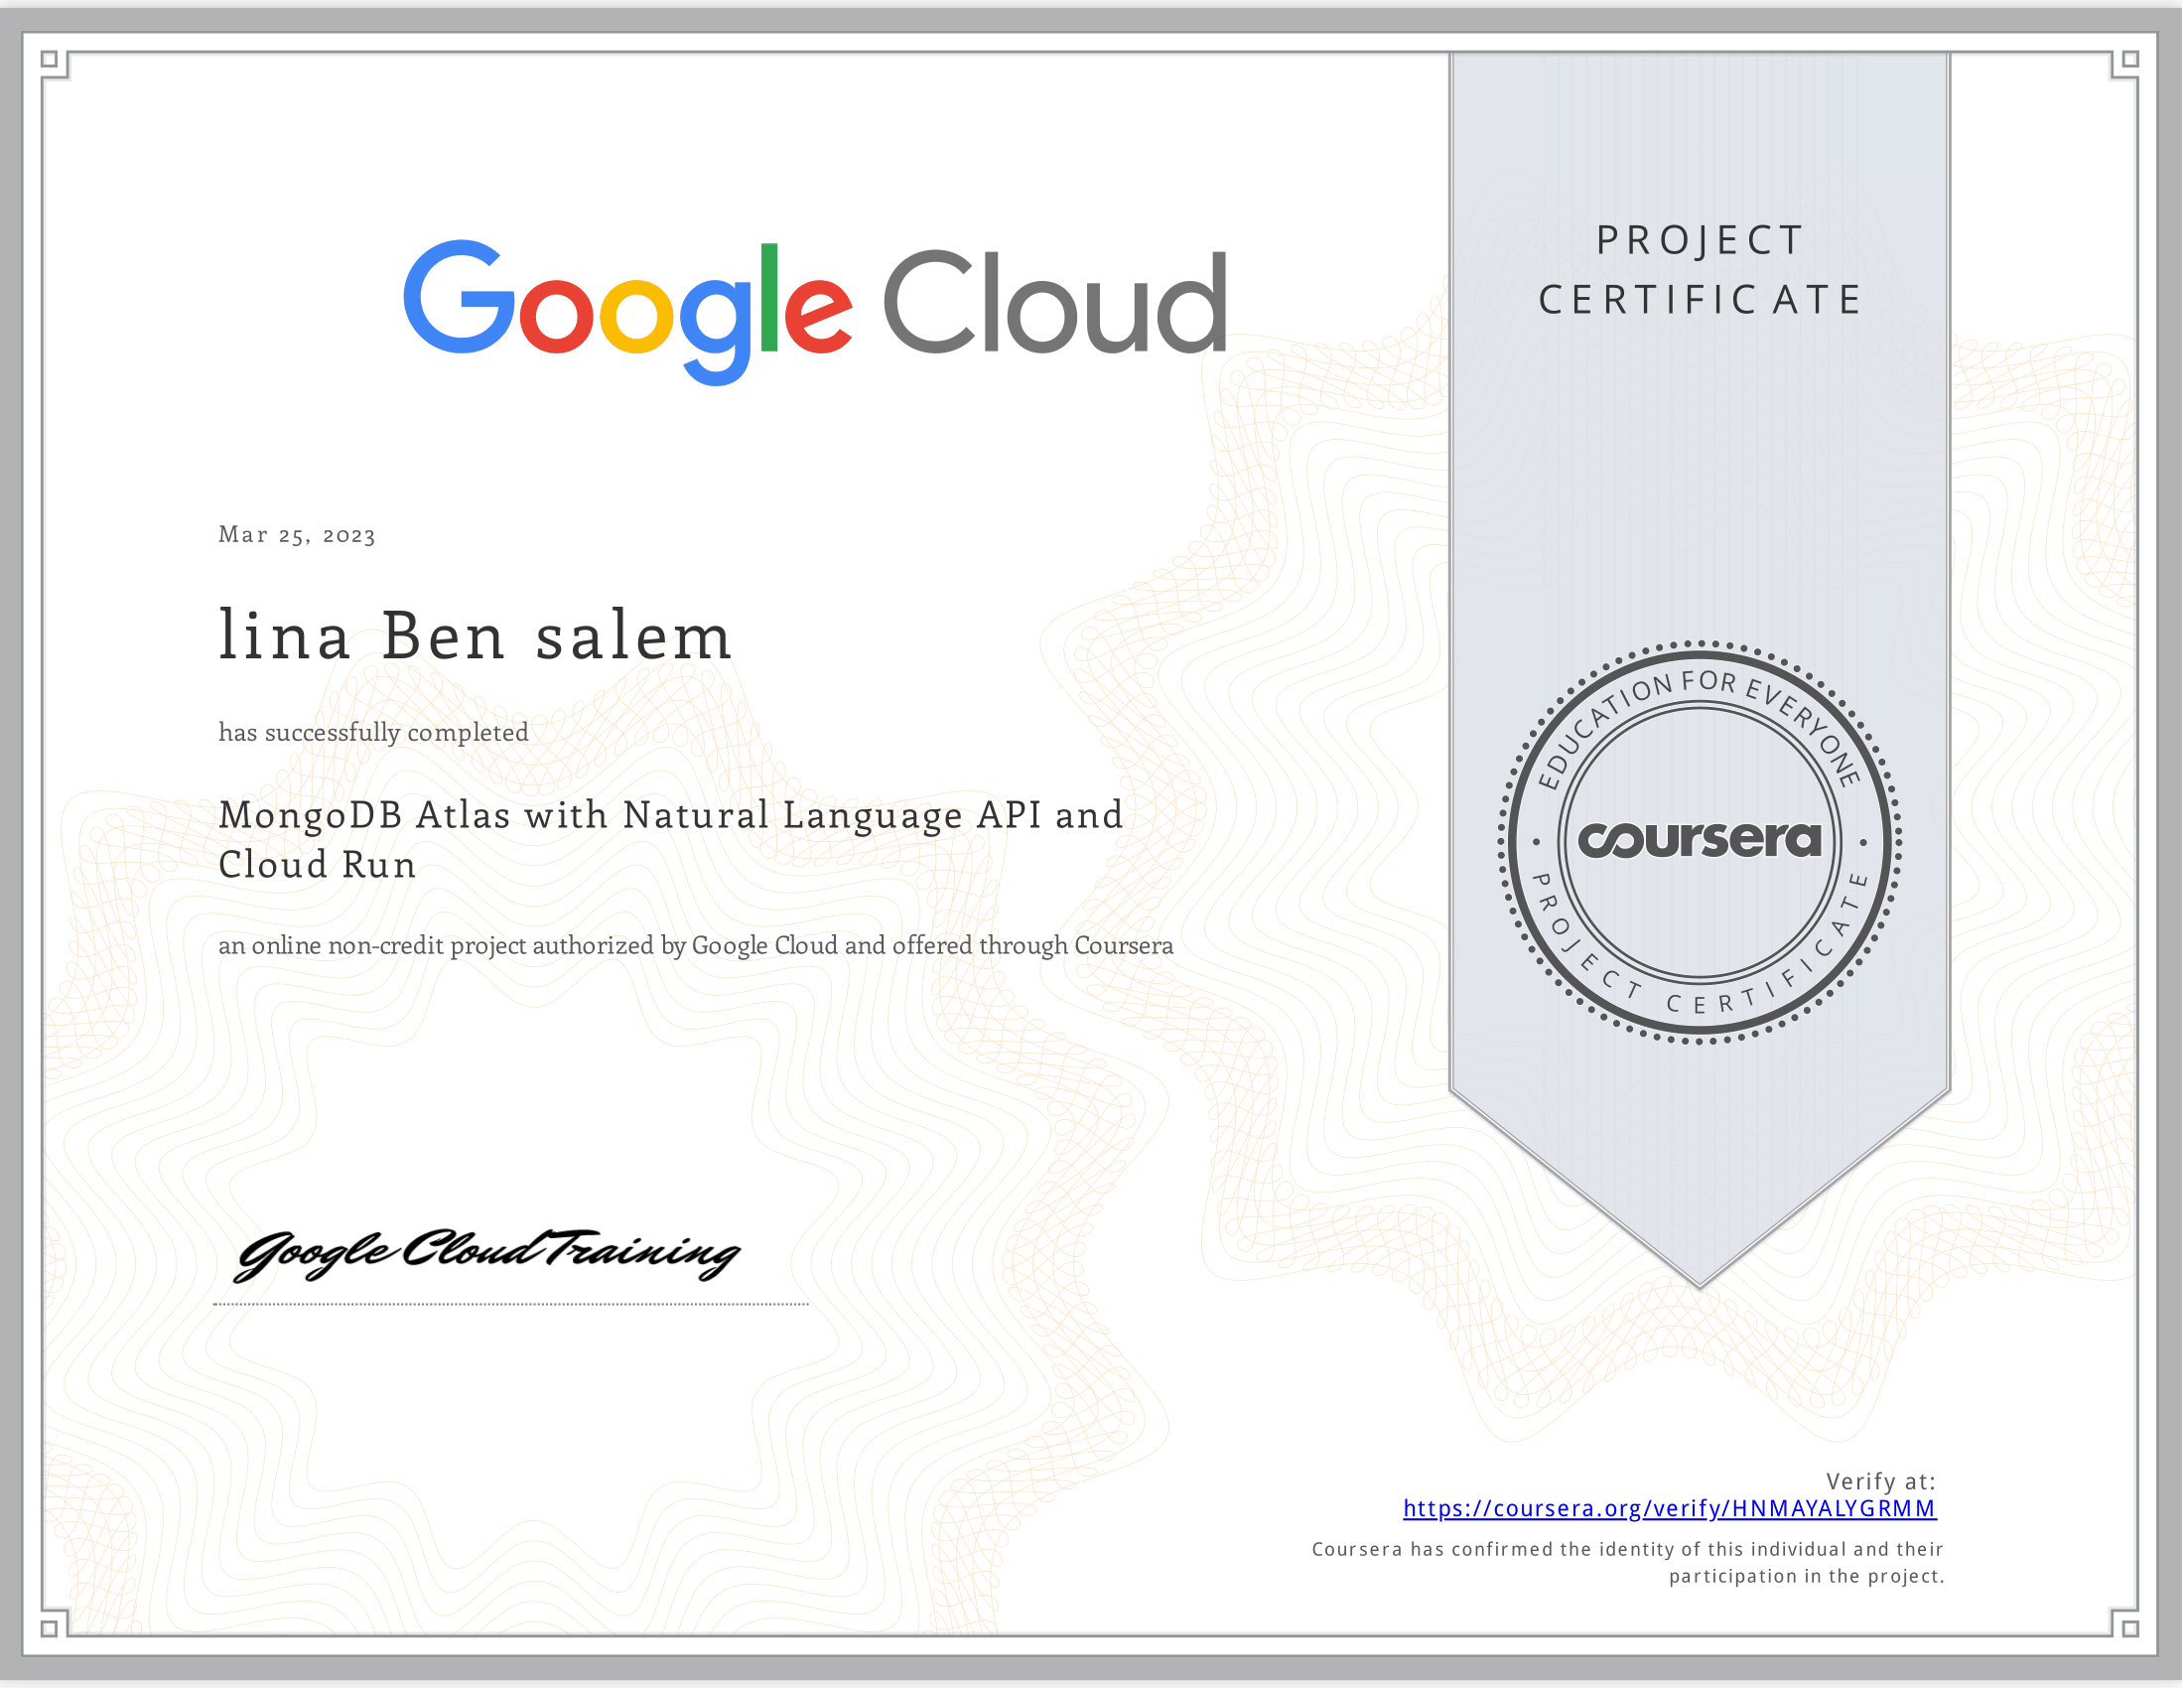 Google Cloud
PROJECT
CERTIFICATE
Mar 25, 2023
lina Ben salem
has successfully completed
MongoDB Atlas with Natural Language API and
Cloud Run
an online non-credit project authorized by Google Cloud and offered through Coursera
EDUCATION FOR EVERYONE
coursera
PROJECT CERTIFICATE
Google Cloud Training
Verify at:
https://coursera.org/verify/HNMAYALYGRMM
Coursera has confirmed the identity of this individual and their
participation in the project.